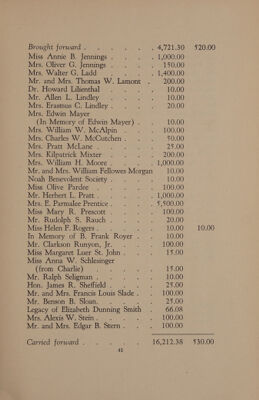 Brought forward . . . . . . 4,721.30 520.00
Miss Annie B. Jennings . . . . 1,000.00
Mrs. Oliver G. Jennings . . . . 150.00
Mrs. Walter G. Ladd . . . . 1,400.00
Mr. and Mrs. Thomas W. Lamont . 200.00
Dr. Howard Lilienthal . . . . 10.00
Mr. Allen L. Lindley . . . . 10.00
Mrs. Erasmus C. Lindley . . . . 20.00
Mrs. Edwin Mayer
(In Memory of Edwin Mayer) . . 10.00
Mrs. William W. McAlpin . . . 100.00
Mrs. Charles W. McCutchen . . . 50.00
Mrs. Pratt McLane . . . . 25.00
Mrs. Kilpatrick Mixter . . . . 200.00
Mrs. William H. Moore . . . 1,000.00
Mr. and Mrs. William Fellowes Morgan 10.00
Noah Benevolent Society . . . . 10.00
Miss Olive Pardee . . . . 100.00
Mr. Herbert L. Pratt . . . . 1,000.00
Mrs. E. Parmalee Prentice . . . 5,500.00
Miss Mary R. Prescott . . . . 100.00
Mr. Rudolph S. Rauch . . . . 20.00
Miss Helen F. Rogers . . . . 10.00 10.00
In Memory of B. Frank Royer . . 10.00
Mr. Clarkson Runyon, Jr. . . . 100.00
Miss Margaret Luer St. John . . . 15.00
Miss Anna W. Schlesinger
(from Charlie) . . . . 15.00
Mr. Ralph Seligman . . . . 10.00
Hon. James R. Sheffield . . . . 25.00
Mr. and Mrs. Francis Louis Slade . . 100.00
Mr. Benson B. Sloan . . . . 25.00
Legacy of Elizabeth Dunning Smith . 66.08
Mrs. Alexis W. Stein . . . . 100.00
Mr. and Mrs. Edgar B. Stern . . . 100.00
Carried forward . . . . . 16,212.38 530.00